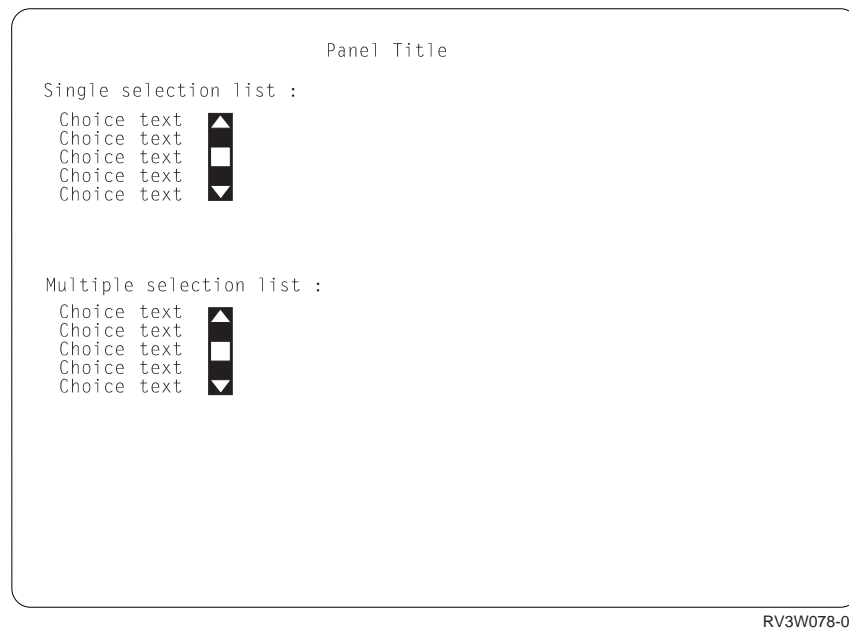 Panel Title
Single selection list :
Choice text
Choice text
Choice text
Choice text
Choice text
Multiple selection list :
Choice text
Choice text
Choice text
Choice text
Choice text
RV3W078-0